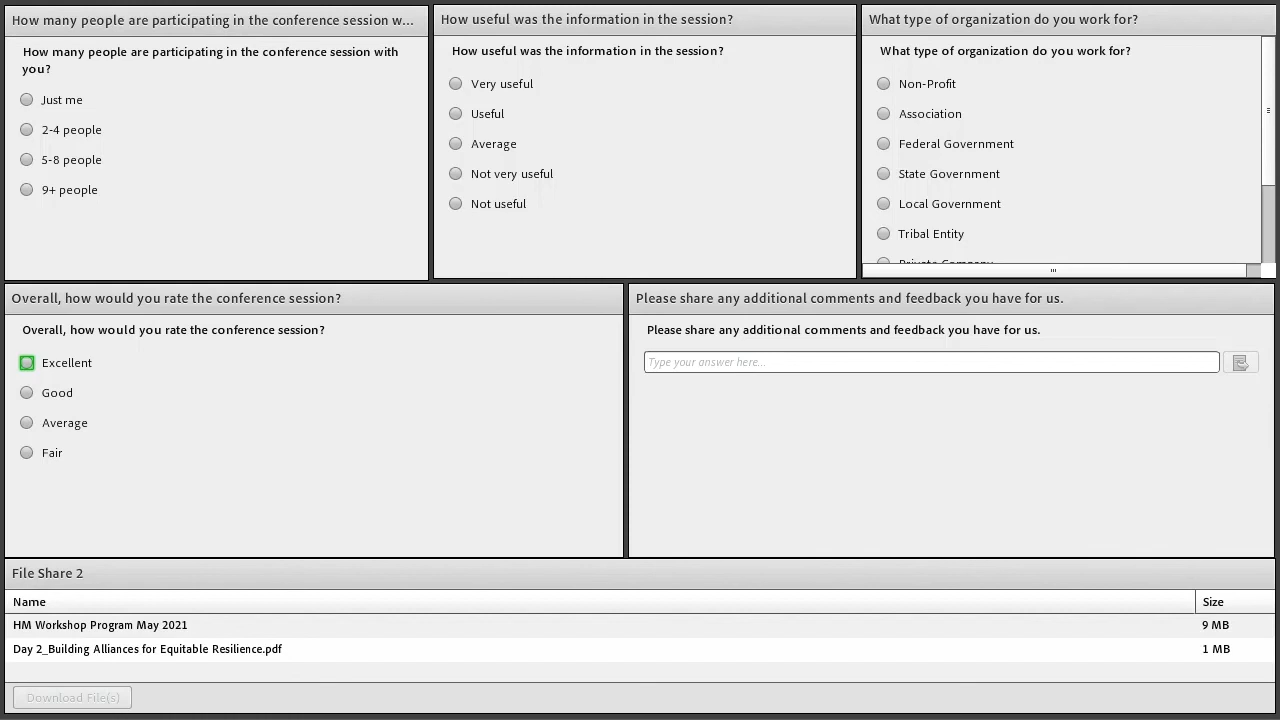 How many people are participating in the conference session w...
How many people are participating in the conference session with
you?
Just me
2-4 people
5-8 people
9+ people
How useful was the information in the session?
How useful was the information in the session?
Very useful
Useful
Average
Not very useful
Not useful
What type of organization do you work for?
What type of organization do you work for?
Non-Profit
Association
Federal Government
State Government
Local Government
Tribal Entity
Private Company
Overall, how would you rate the conference session?
Overall, how would you rate the conference session?
Excellent
Good
Average
Fair
Please share any additional comments and feedback you have for us.
Please share any additional comments and feedback you have for us.
Type your answer here...
File Share 2
Name Size
HM Workshop Program May 2021 9 MB
Day 2_Building Alliances for Equitable Resilience.pdf 1 MB
Download File(s)